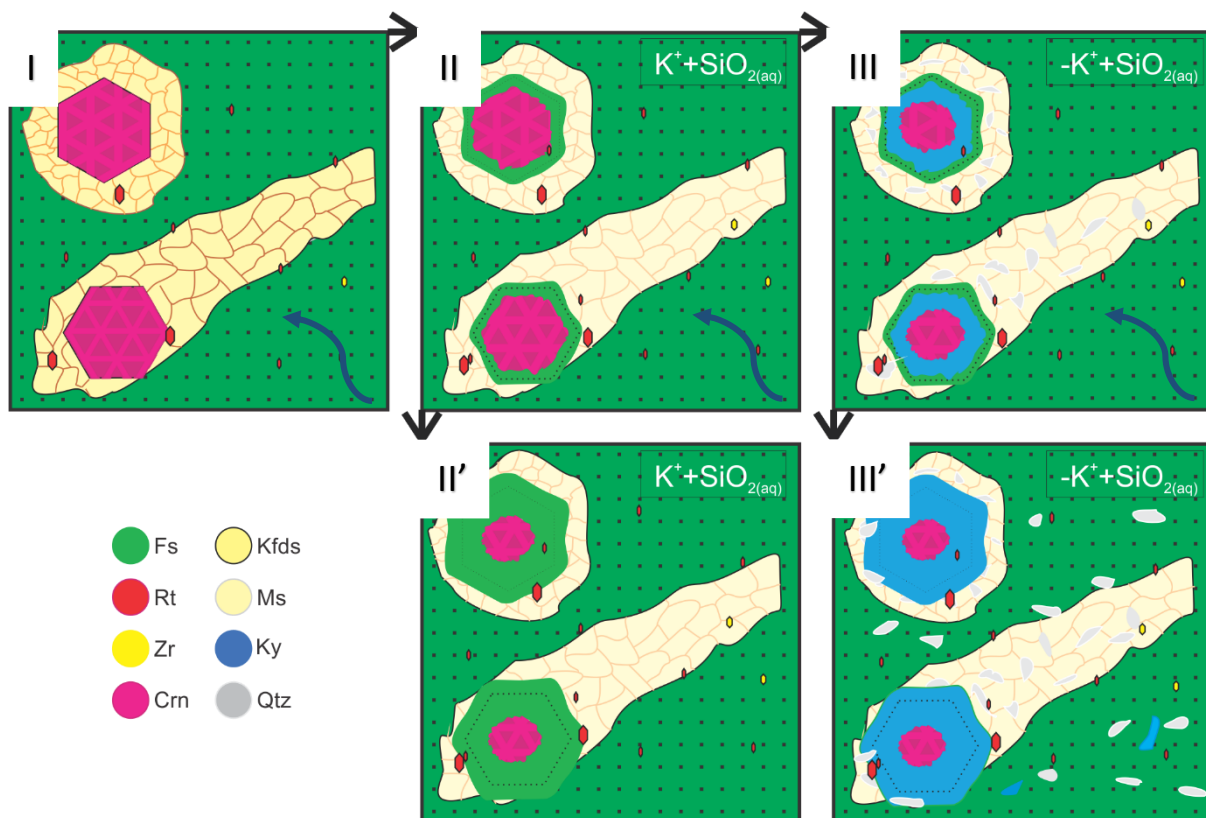 I
II
K⁺+SiO₂(aq)
III
-K⁺+SiO₂(aq)
II’
K⁺+SiO₂(aq)
III’
-K⁺+SiO₂(aq)
Fs
Kfds
Rt
Ms
Zr
Ky
Crn
Qtz